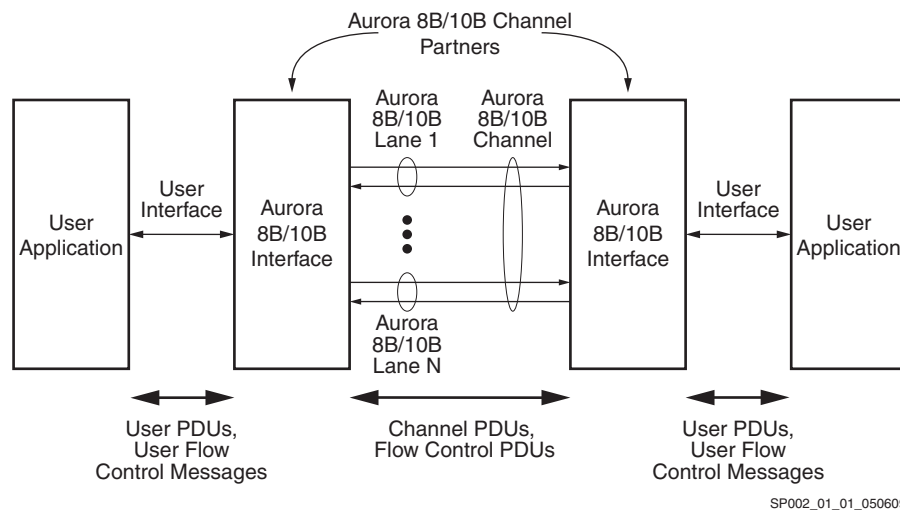 Aurora 8B/10B Channel
Partners
Aurora
8B/10B
Lane 1
Aurora
8B/10B
Channel
User
Application
User
Interface
Aurora
8B/10B
Interface
Aurora
8B/10B
Interface
User
Interface
User
Application
Aurora
8B/10B
Lane N
User PDUs,
User Flow
Control Messages
Channel PDUs,
Flow Control PDUs
User PDUs,
User Flow
Control Messages
SP002_01_01_050609